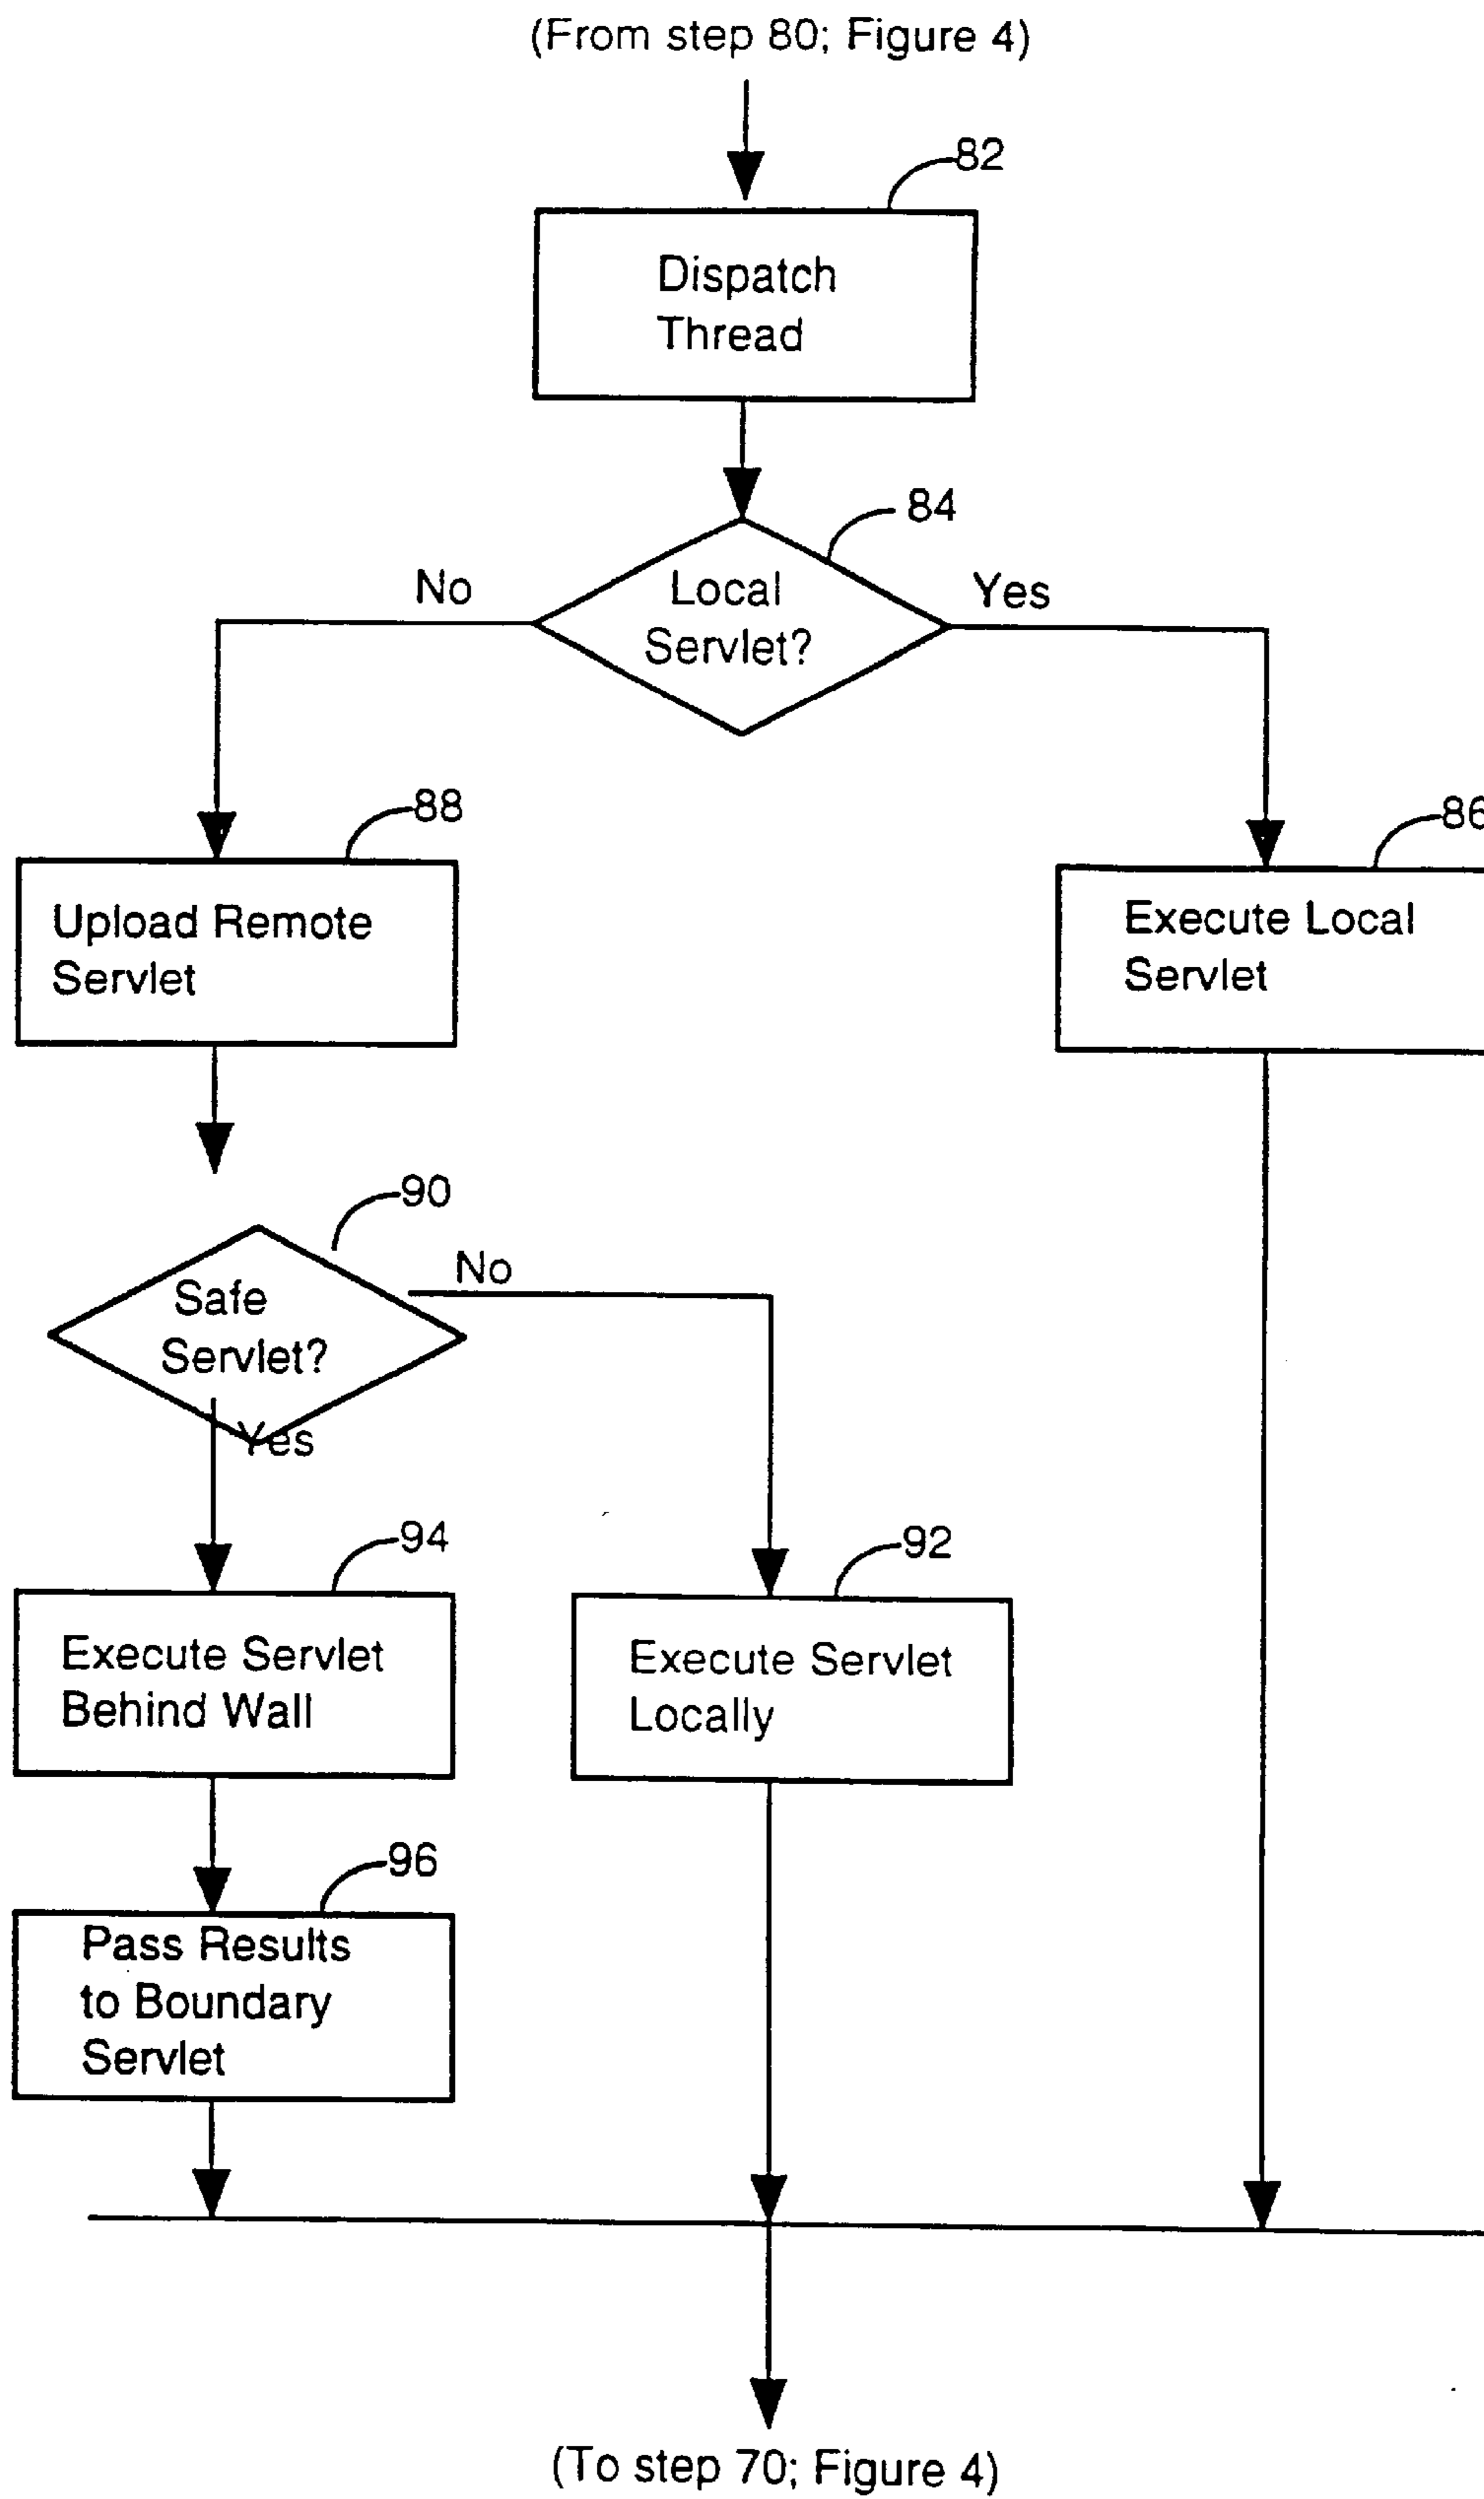 (From step 80; Figure 4)
82
Dispatch
Thread
84
No
Local
Servlet?
Yes
88
86
Upload Remote
Servlet
Execute Local
Servlet
90
No
Safe
Servlet?
Yes
94
92
Execute Servlet
Behind Wall
Execute Servlet
Locally
96
Pass Results
to Boundary
Servlet
(To step 70; Figure 4)